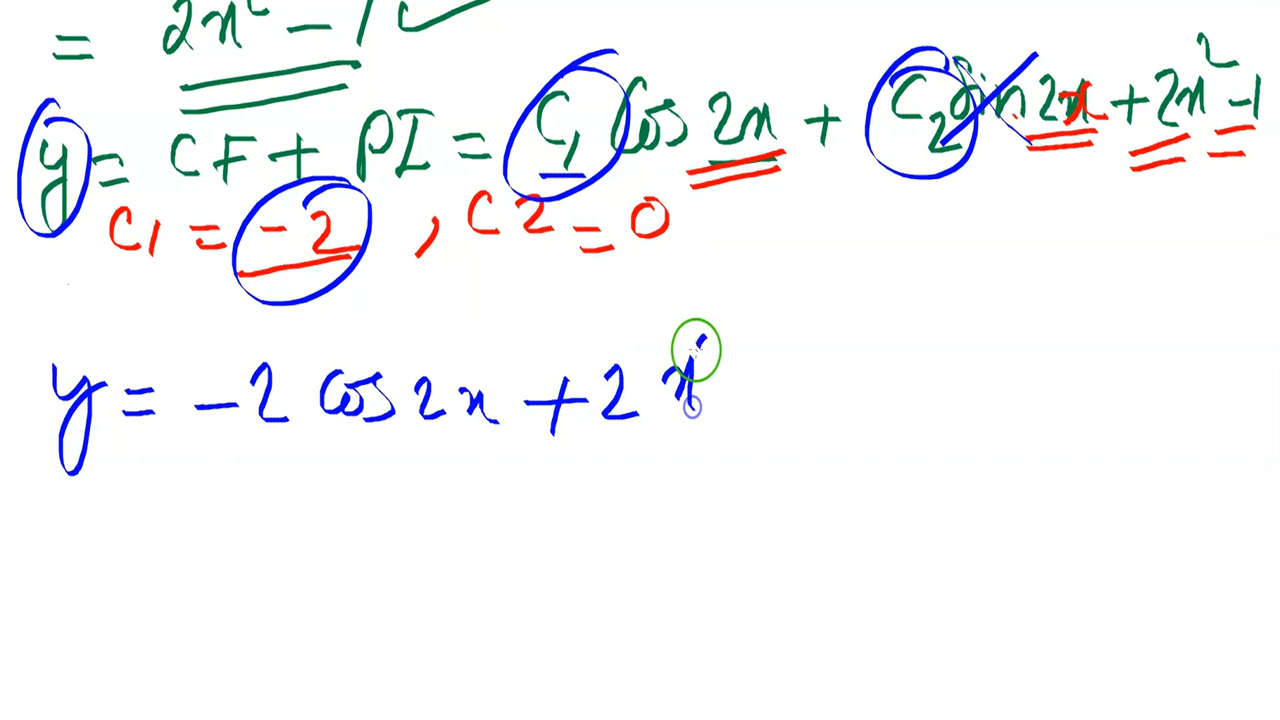 = 2x² - 1
y = CF + PI = C₁ Cos 2x + C₂ Sin 2x + 2x² - 1
C1 = -2 , C2 = 0
y = -2 Cos 2x + 2 x